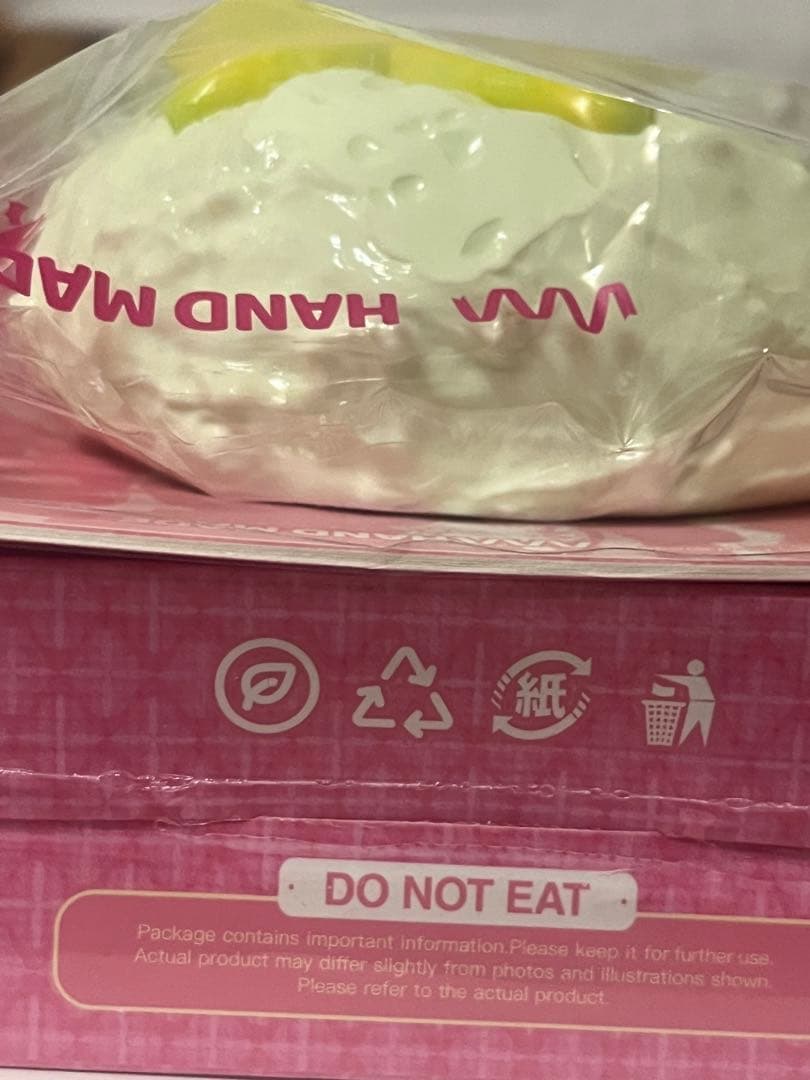 HAND MAD
紙
DO NOT EAT
Package contains important information.Please keep it for further use.
Actual product may differ slightly from photos and illustrations shown.
Please refer to the actual product.